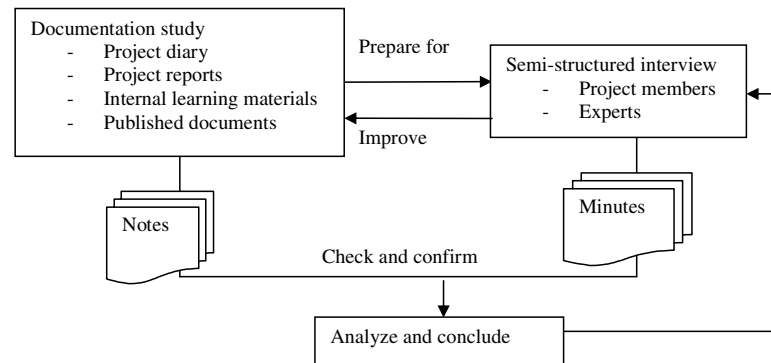 Documentation study
- Project diary
- Project reports
- Internal learning materials
- Published documents
Prepare for
Improve
Semi-structured interview
- Project members
- Experts
Notes
Minutes
Check and confirm
Analyze and conclude